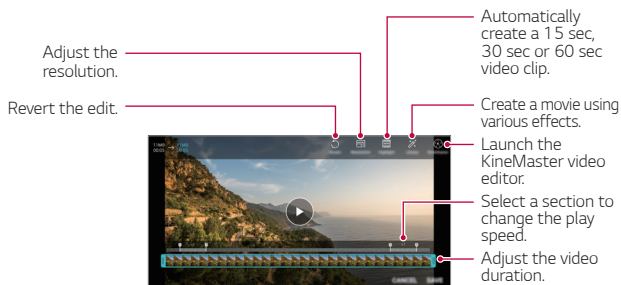 Adjust the
resolution.
Revert the edit.
Automatically
create a 15 sec,
30 sec or 60 sec
video clip.
Create a movie using
various effects.
Launch the
KineMaster video
editor.
Select a section to
change the play
speed.
Adjust the video
duration.
CANCEL SAVE